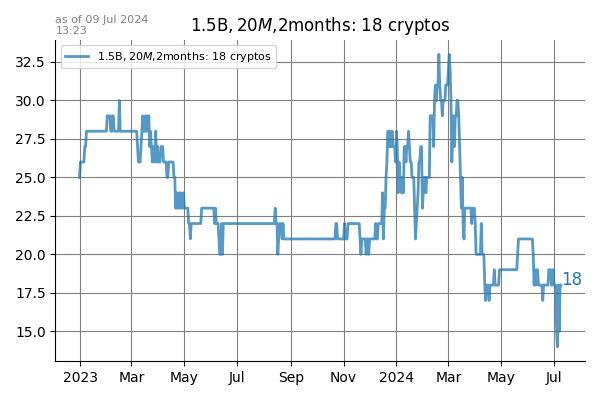 as of 09 Jul 2024
13:23
1.5B, 20M,2months: 18 cryptos
1.5B, 20M,2months: 18 cryptos
32.5
30.0
27.5
25.0
22.5
20.0
17.5
15.0
18
2023 Mar May Jul Sep Nov 2024 Mar May Jul